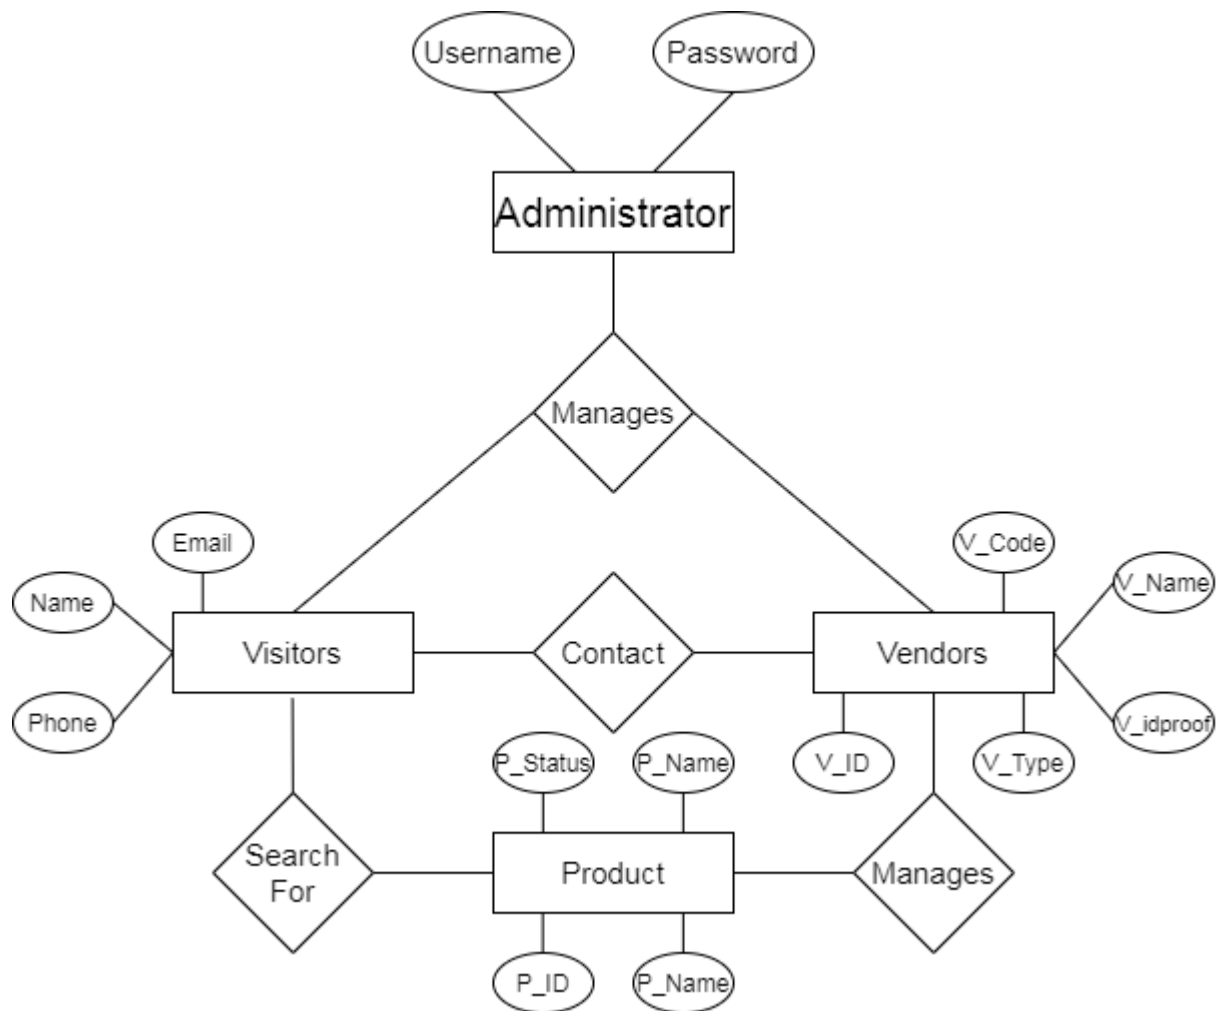 Username
Password
Administrator
Manages
Email
V_Code
Name
V_Name
Visitors
Contact
Vendors
Phone
V_idproof
P_Status
P_Name
V_ID
V_Type
Search
For
Product
Manages
P_ID
P_Name